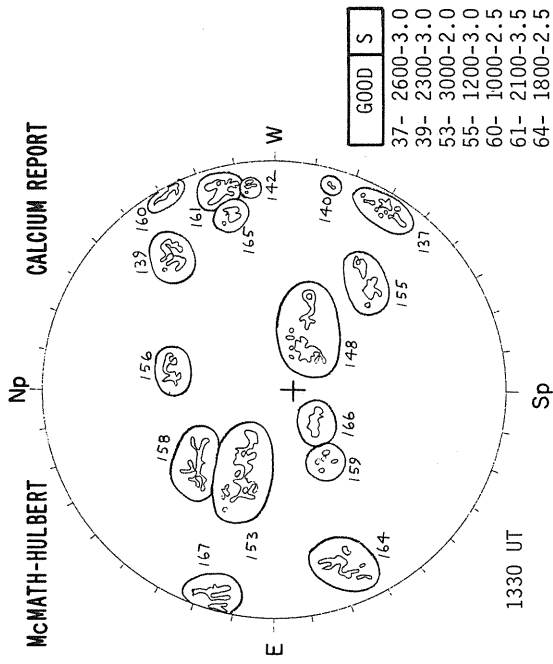 McMATH-HULBERT
Np
CALCIUM REPORT
160
139
161
142
165
156
158
167
153
E
W
140
137
155
148
166
159
164
1330 UT
Sp
GOOD S
37- 2600-3.0
39- 2300-3.0
53- 3000-2.0
55- 1200-3.0
60- 1000-2.5
61- 2100-3.5
64- 1800-2.5